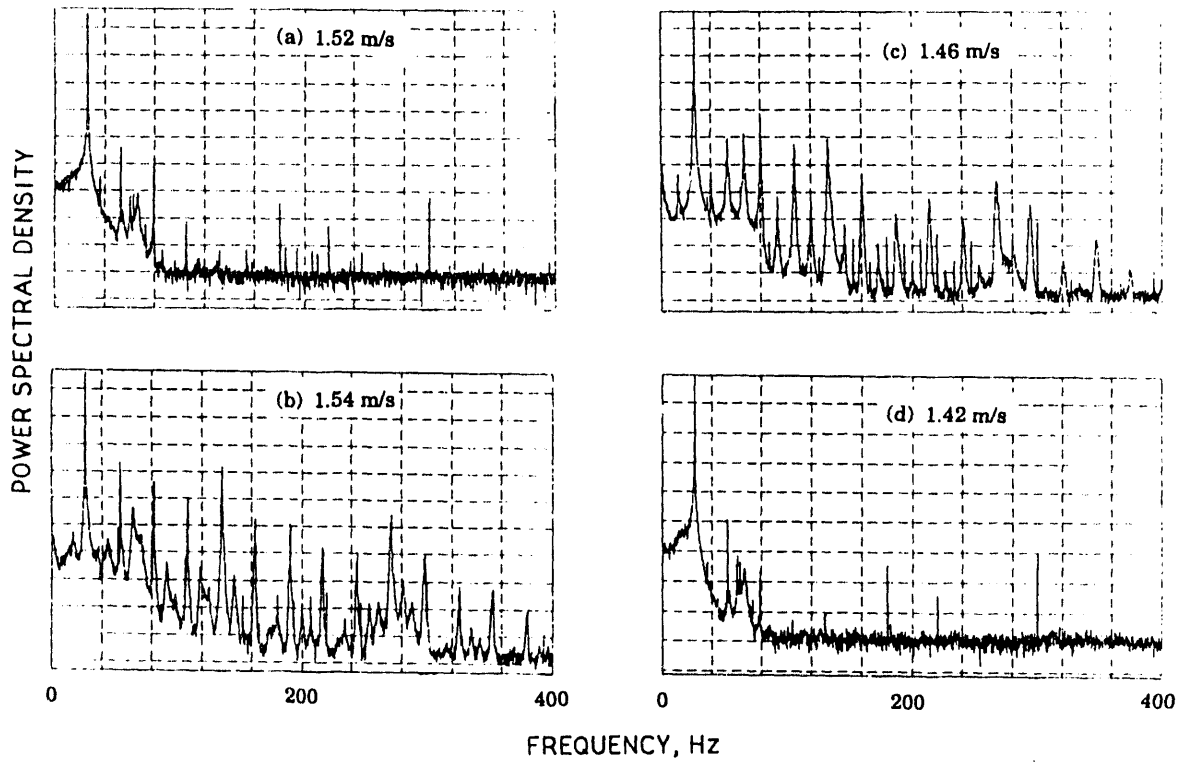 POWER SPECTRAL DENSITY
(a) 1.52 m/s
(c) 1.46 m/s
(b) 1.54 m/s
(d) 1.42 m/s
0 200 400
0 200 400
FREQUENCY, Hz